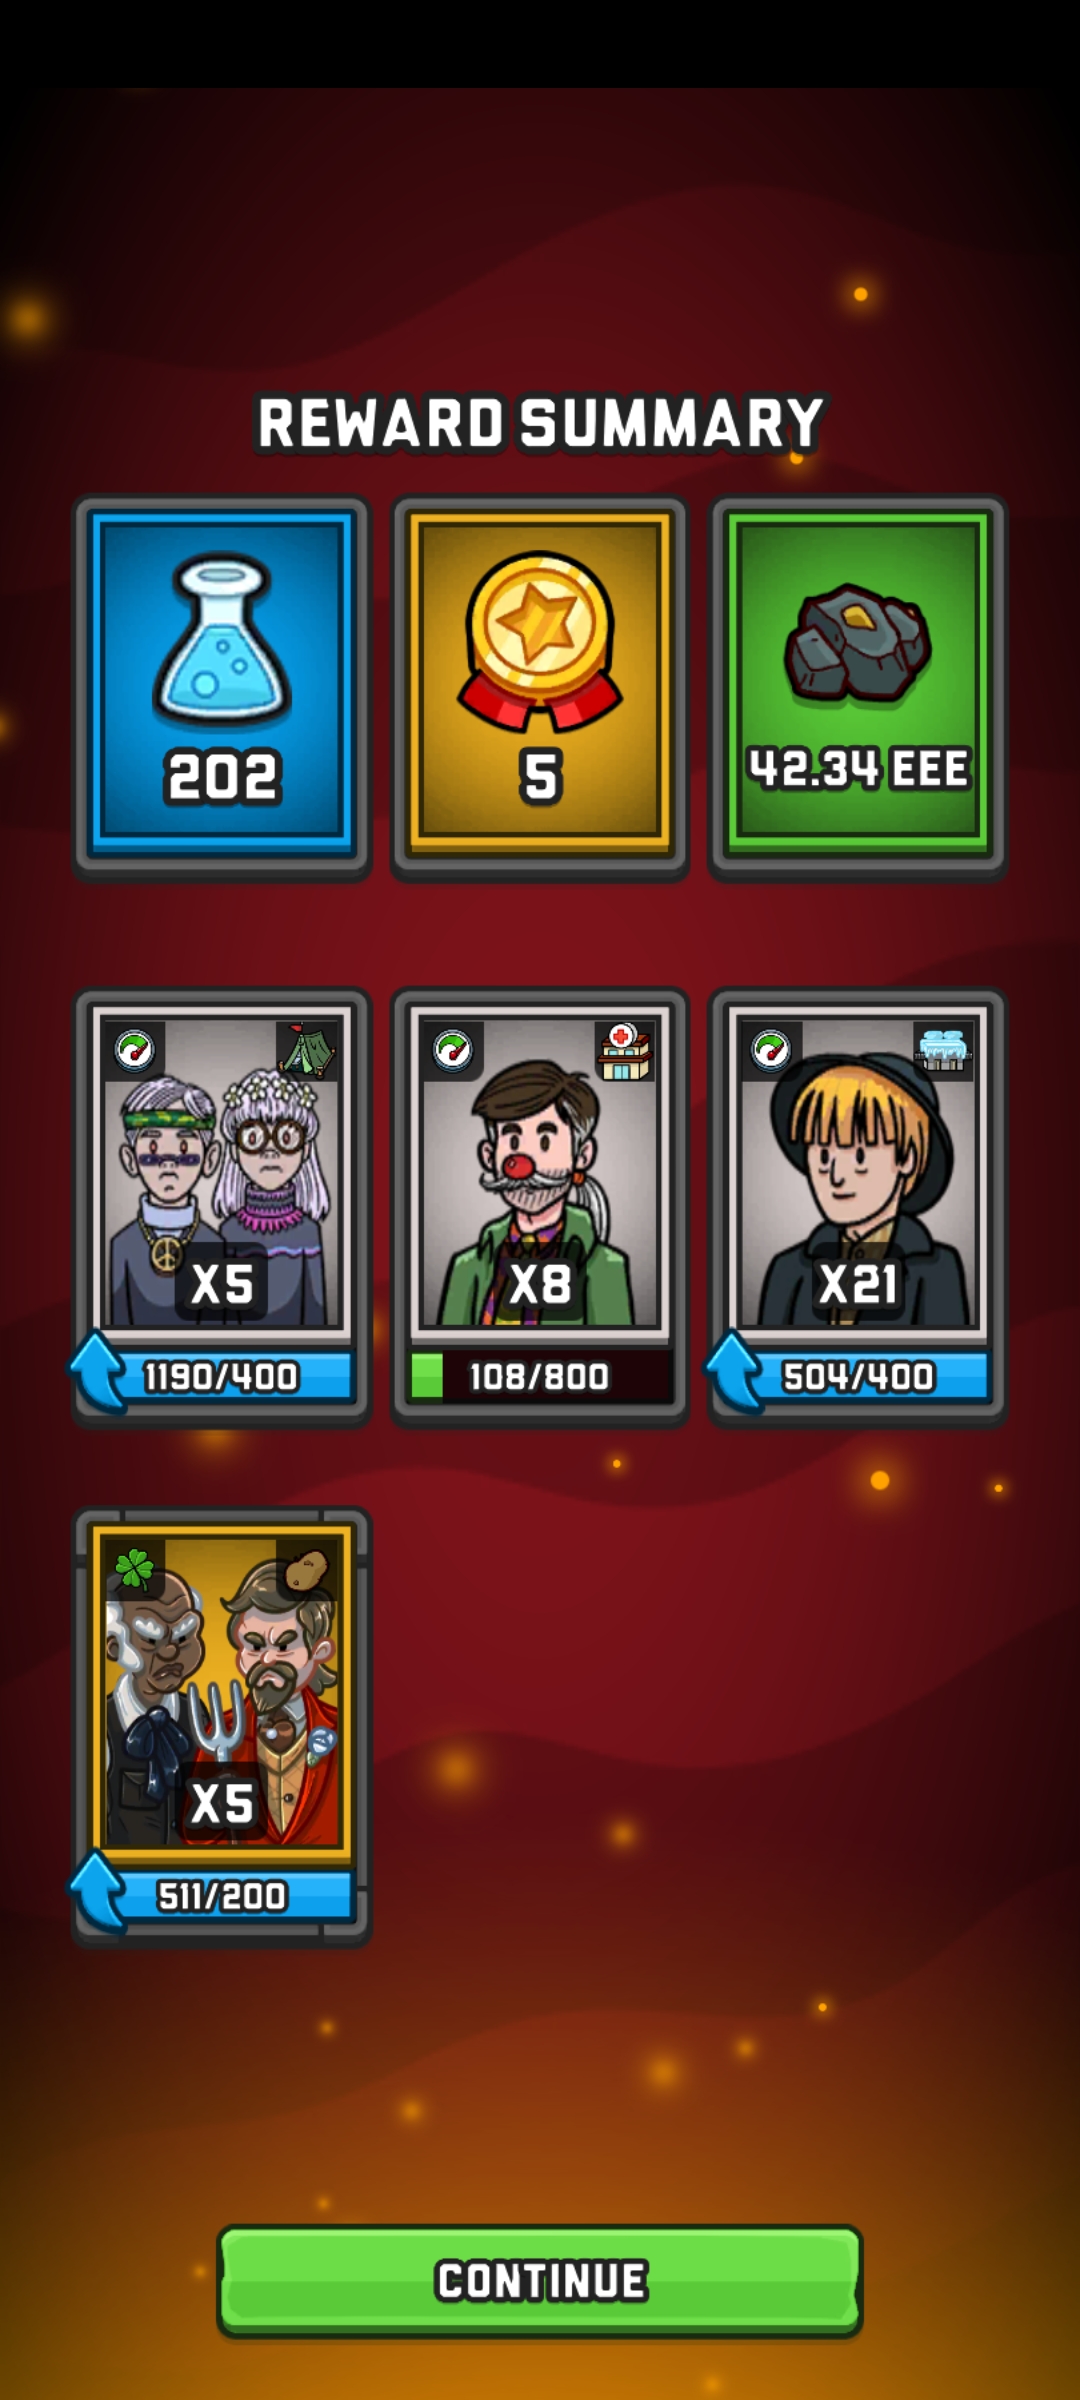 REWARD SUMMARY
202
5
42.34 EEE
X5
X8
X21
1190/400
108/800
504/400
X5
511/200
CONTINUE